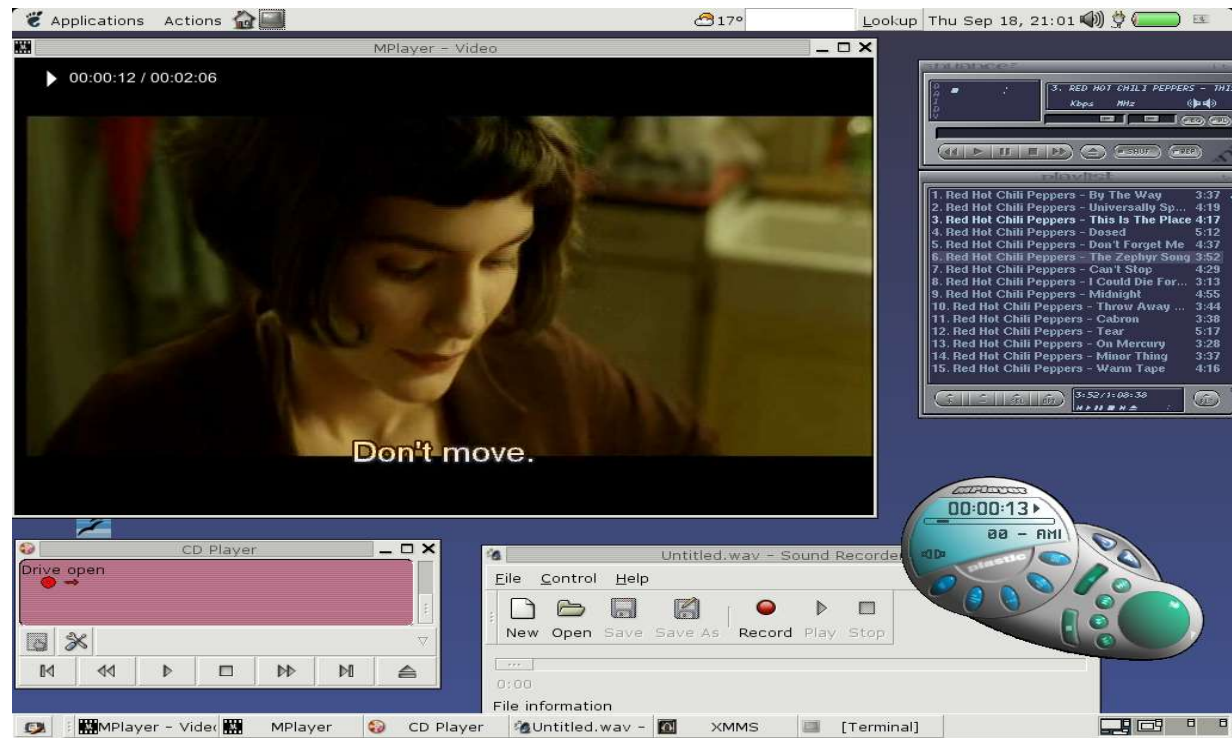 Applications Actions 17° Lookup Thu Sep 18, 21:01
MPlayer - Video
00:00:12 / 00:02:06
Don't move.
3. RED HOT CHILI PEPPERS - THI
Kbps MHz
playlist
1. Red Hot Chili Peppers - By The Way 3:37
2. Red Hot Chili Peppers - Universally Sp... 4:19
3. Red Hot Chili Peppers - This Is The Place 4:17
4. Red Hot Chili Peppers - Dosed 5:12
5. Red Hot Chili Peppers - Don't Forget Me 4:37
6. Red Hot Chili Peppers - The Zephyr Song 3:52
7. Red Hot Chili Peppers - Can't Stop 4:29
8. Red Hot Chili Peppers - I Could Die For... 3:13
9. Red Hot Chili Peppers - Midnight 4:55
10. Red Hot Chili Peppers - Throw Away ... 3:44
11. Red Hot Chili Peppers - Cabron 3:38
12. Red Hot Chili Peppers - Tear 5:17
13. Red Hot Chili Peppers - On Mercury 3:28
14. Red Hot Chili Peppers - Minor Thing 3:37
15. Red Hot Chili Peppers - Warm Tape 4:16
3:52/1:08:38
MPlayer
00:00:13
00 - AMI
plastic
CD Player
Drive open
Untitled.wav - Sound Recorde
File Control Help
New Open Save Save As Record Play Stop
...
0:00
File information
MPlayer - Vide MPlayer CD Player Untitled.wav - XMMS [Terminal]